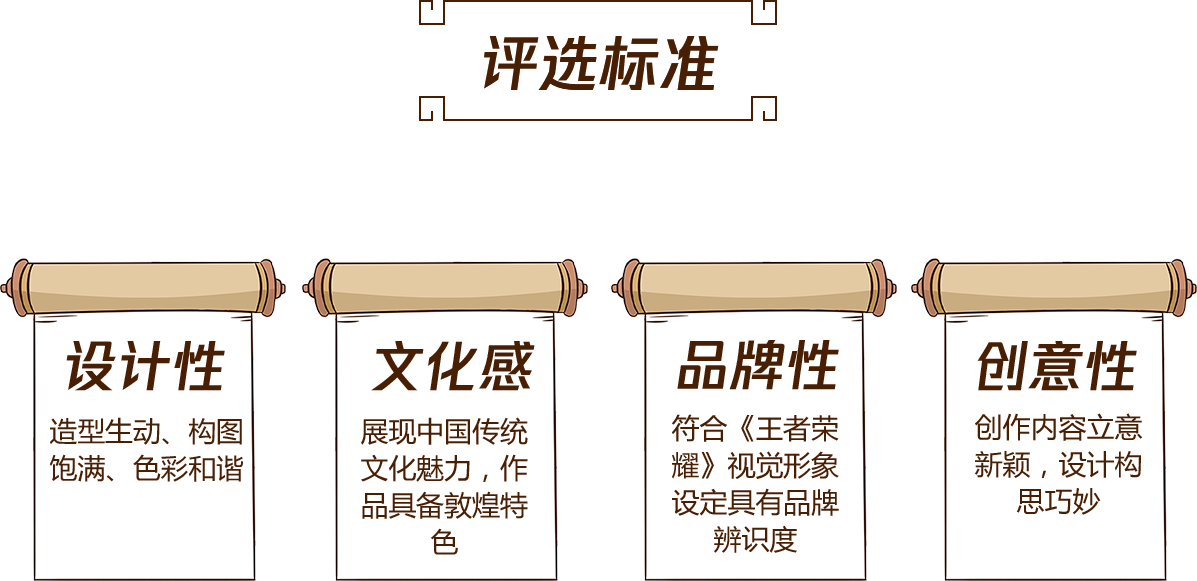 评选标准
设计性
造型生动、构图
饱满、色彩和谐
文化感
展现中国传统
文化魅力，作
品具备敦煌特
色
品牌性
符合《王者荣
耀》视觉形象
设定具有品牌
辨识度
创意性
创作内容立意
新颖，设计构
思巧妙